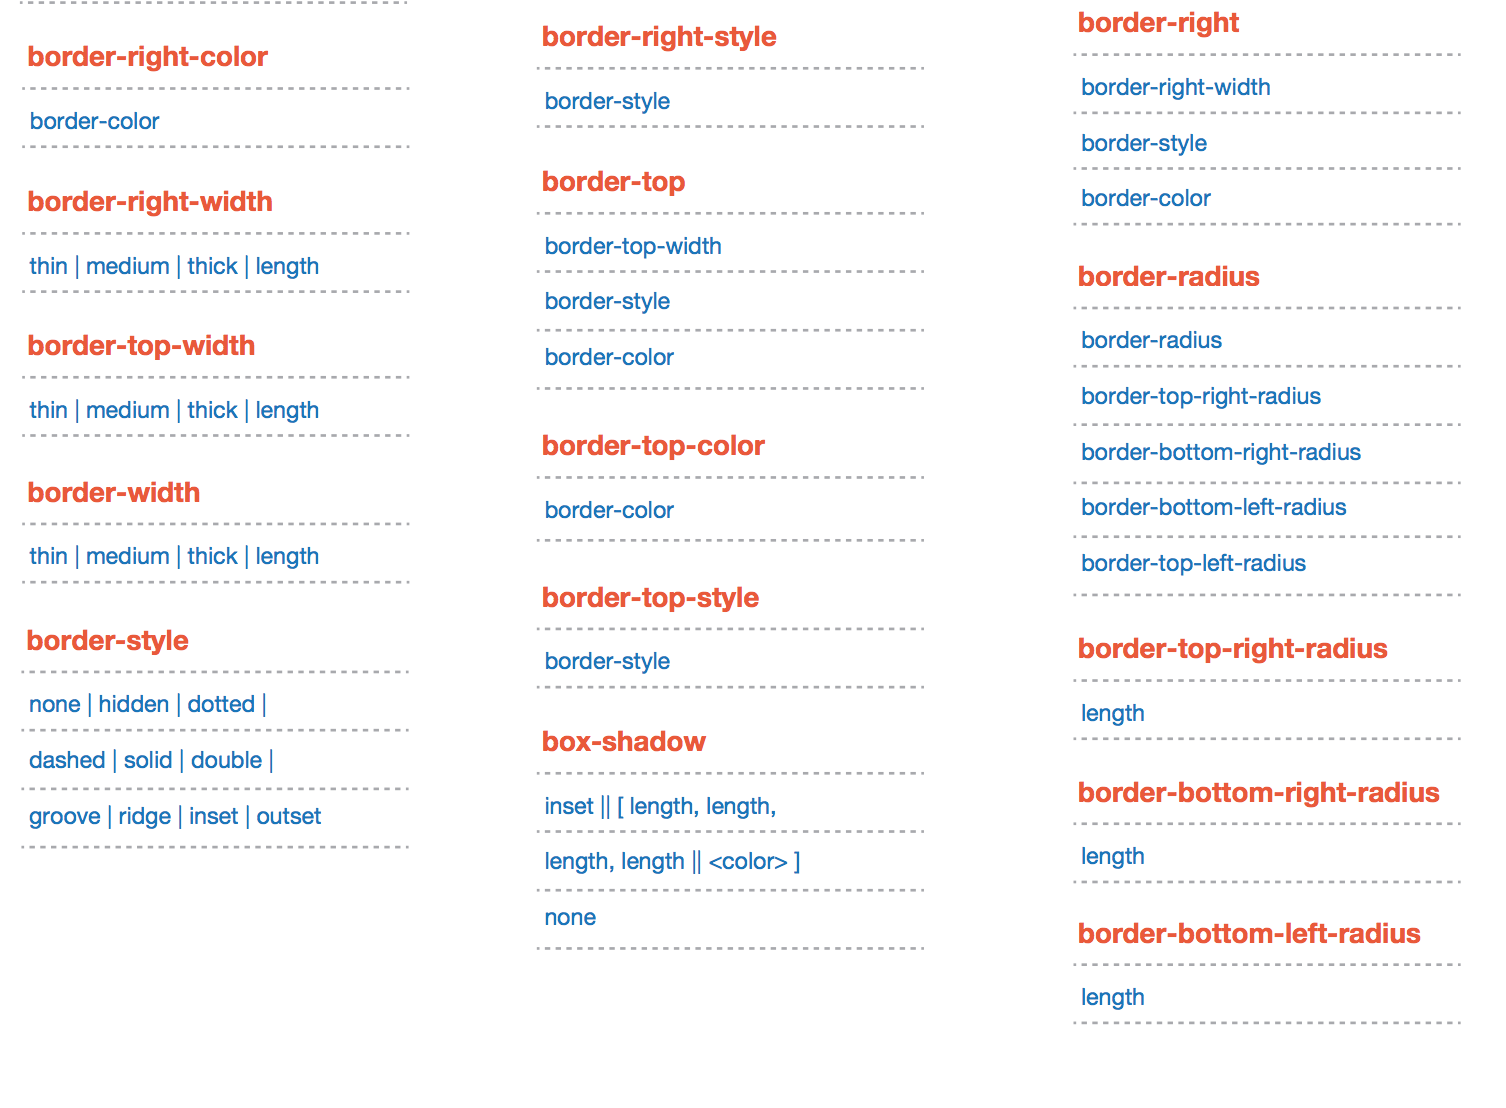 border-right-color
border-color
border-right-width
thin | medium | thick | length
border-top-width
thin | medium | thick | length
border-width
thin | medium | thick | length
border-style
none | hidden | dotted |
dashed | solid | double |
groove | ridge | inset | outset
border-right-style
border-style
border-top
border-top-width
border-style
border-color
border-top-color
border-color
border-top-style
border-style
box-shadow
inset || [ length, length,
length, length || <color> ]
none
border-right
border-right-width
border-style
border-color
border-radius
border-radius
border-top-right-radius
border-bottom-right-radius
border-bottom-left-radius
border-top-left-radius
border-top-right-radius
length
border-bottom-right-radius
length
border-bottom-left-radius
length